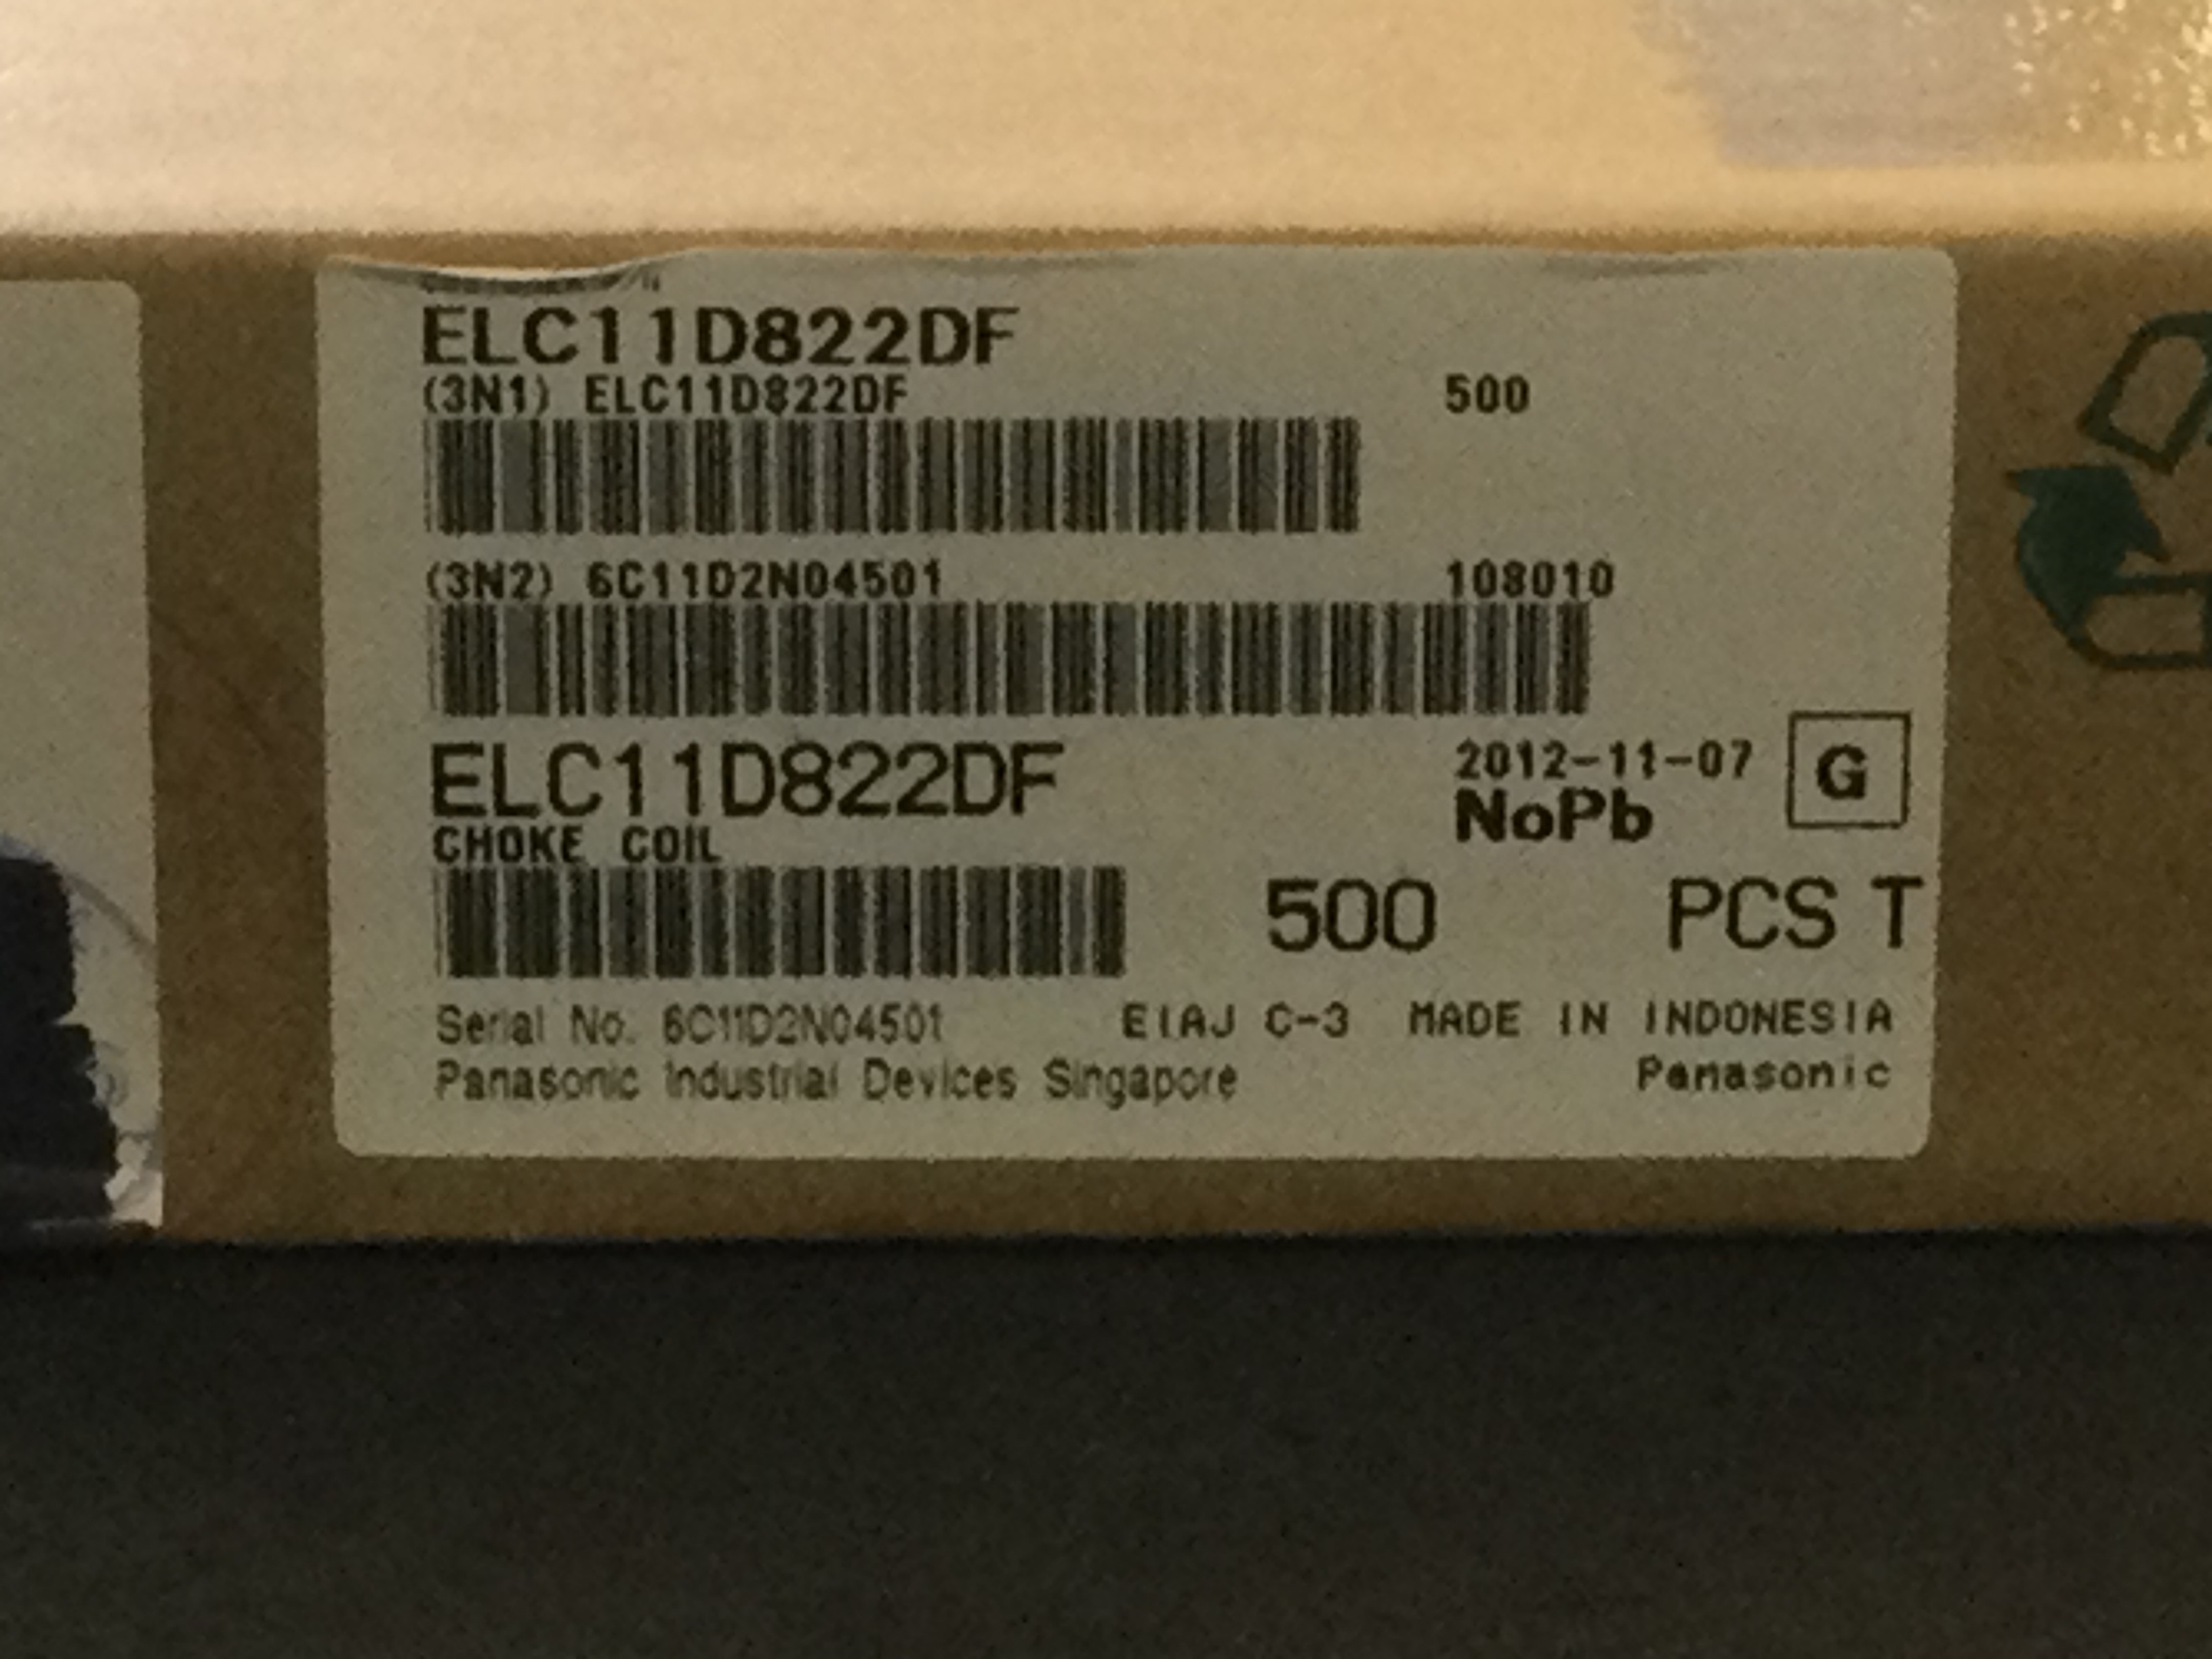 ELC11D822DF
(3N1) ELC11D822DF 500
(3N2) 6C11D2N04501 108010
ELC11D822DF 2012-11-07 G
CHOKE COIL NoPb
500 PCS T
Serial No. 6C11D2N04501 EIAJ C-3 MADE IN INDONESIA
Panasonic Industrial Devices Singapore Panasonic